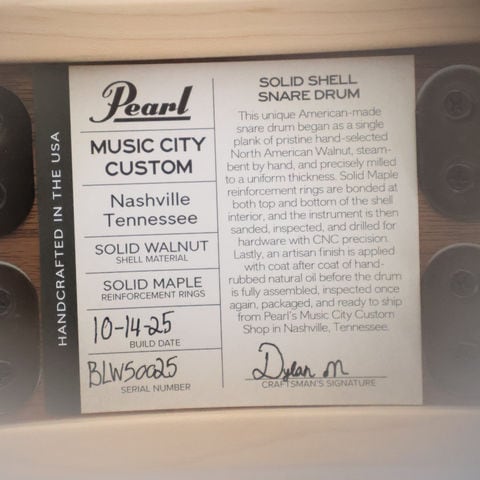 HANDCRAFTED IN THE USA
Pearl
MUSIC CITY
CUSTOM
Nashville
Tennessee
SOLID WALNUT
SHELL MATERIAL
SOLID MAPLE
REINFORCEMENT RINGS
10-14-25
BUILD DATE
BLW50025
SERIAL NUMBER
SOLID SHELL
SNARE DRUM
This unique American-made
snare drum began as a single
plank of pristine hand-selected
North American Walnut, steam-
bent by hand, and precisely milled
to a uniform thickness. Solid Maple
reinforcement rings are bonded at
both top and bottom of the shell
interior, and the instrument is then
sanded, inspected, and drilled for
hardware with CNC precision.
Lastly, an artisan finish is applied
with coat after coat of hand-
rubbed natural oil before the drum
is fully assembled, inspected once
again, packaged, and ready to ship
from Pearl's Music City Custom
Shop in Nashville, Tennessee.
Dylan M
CRAFTSMAN'S SIGNATURE